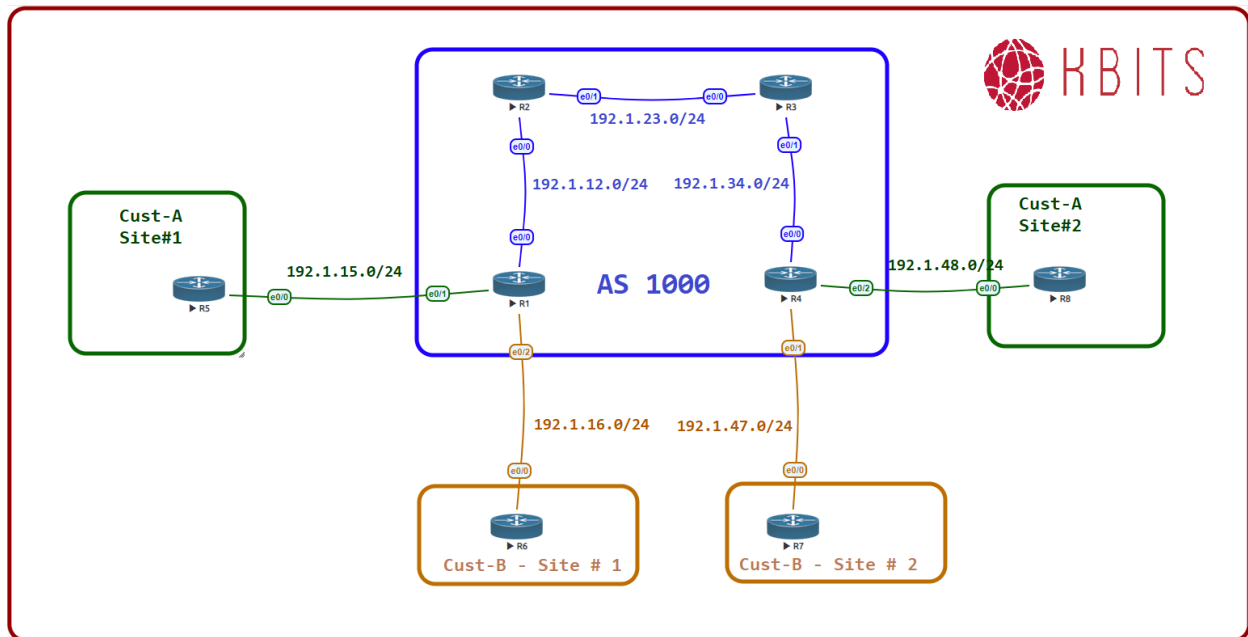 KBITS
R2
e0/1
e0/0
R3
192.1.23.0/24
e0/0
e0/1
192.1.12.0/24
192.1.34.0/24
Cust-A
Site#1
Cust-A
Site#2
e0/0
e0/0
192.1.15.0/24
192.1.48.0/24
AS 1000
R5
e0/0
e0/1
R1
R4
e0/2
e0/0
R8
e0/2
e0/1
192.1.16.0/24
192.1.47.0/24
e0/0
e0/0
R6
R7
Cust-B - Site # 1
Cust-B - Site # 2